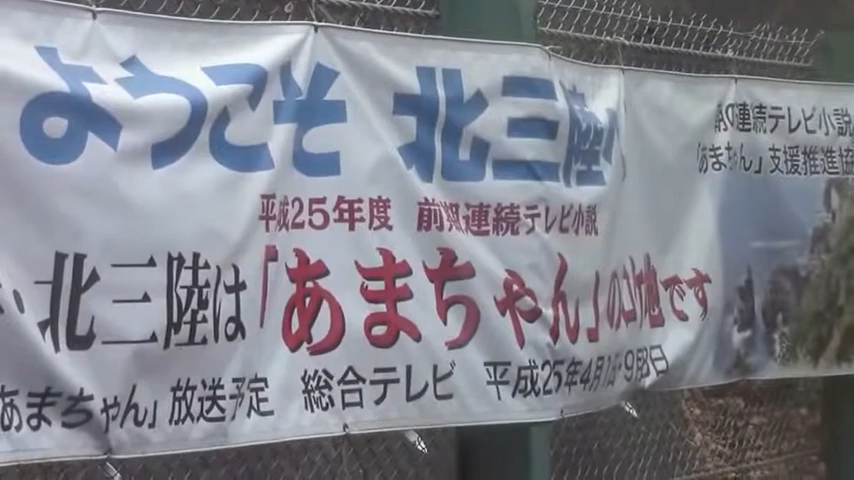 ようこそ 北三陸へ
平成25年度 前期連続テレビ小説
北三陸は「あまちゃん」のロケ地です
あまちゃん」放送予定 総合テレビ 平成25年4月1日~9月
連続テレビ小説
「あまちゃん」支援推進協